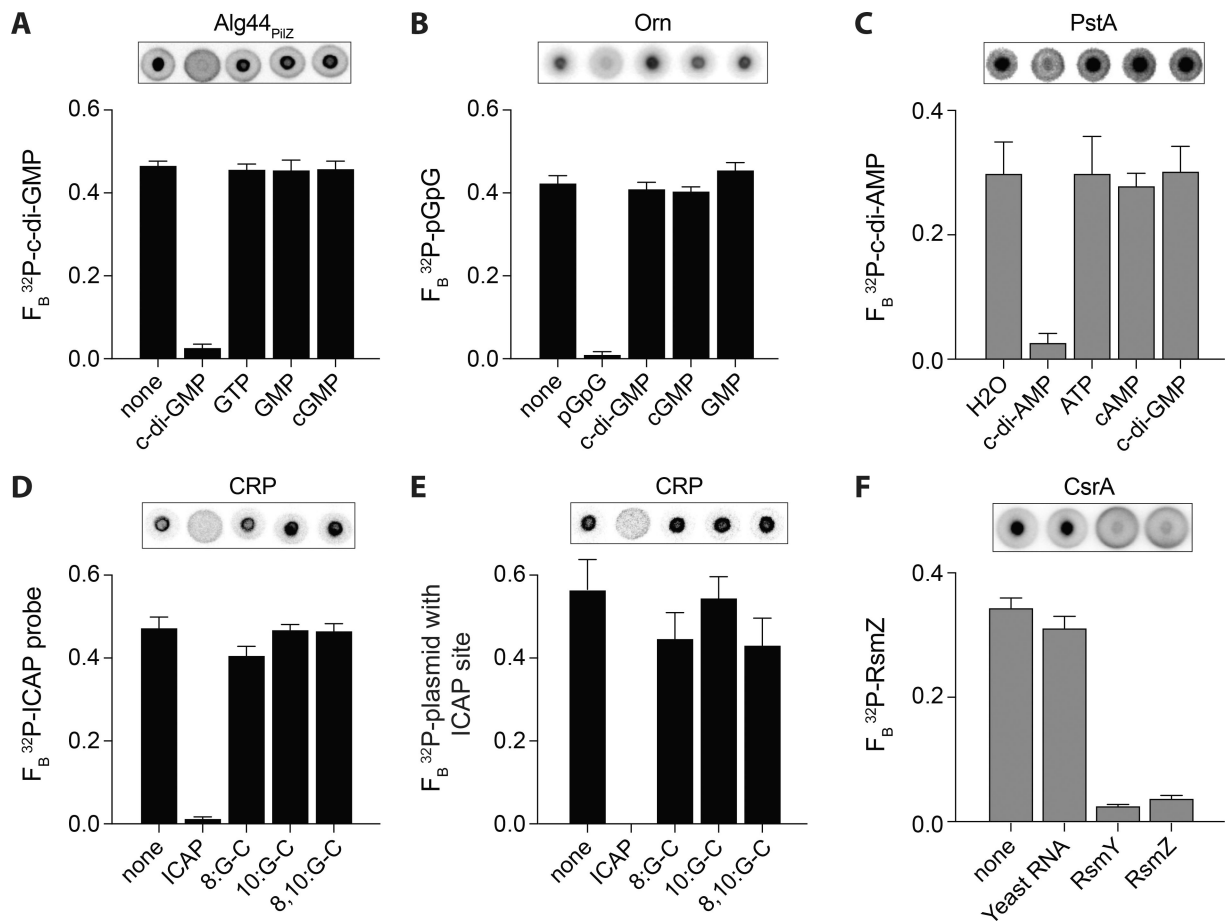 A
Alg44PilZ
0.6
0.4
0.2
0.0
FB 32P-c-di-GMP
none
c-di-GMP
GTP
GMP
cGMP
B
Orn
0.6
0.4
0.2
0.0
FB 32P-pGpG
none
pGpG
c-di-GMP
cGMP
GMP
C
PstA
0.4
0.2
0.0
FB 32P-c-di-AMP
H2O
c-di-AMP
ATP
cAMP
c-di-GMP
D
CRP
0.6
0.4
0.2
0.0
FB 32P-ICAP probe
none
ICAP
8:G-C
10:G-C
8,10:G-C
E
CRP
0.6
0.4
0.2
0.0
FB 32P-plasmid with
ICAP site
none
ICAP
8:G-C
10:G-C
8,10:G-C
F
CsrA
0.4
0.2
0.0
FB 32P-RsmZ
none
Yeast RNA
RsmY
RsmZ